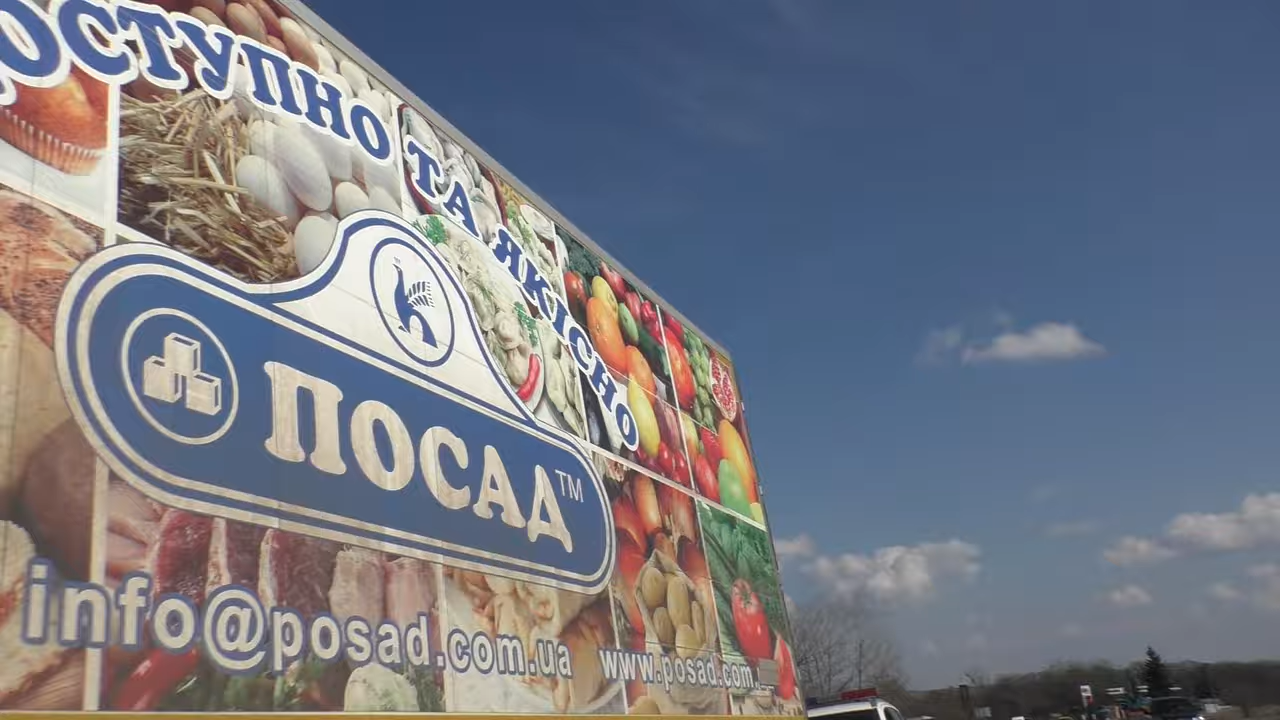 ОСТУПНО ТА ЯКІСНО
ПОСАД™
info@posad.com.ua www.posad.com.